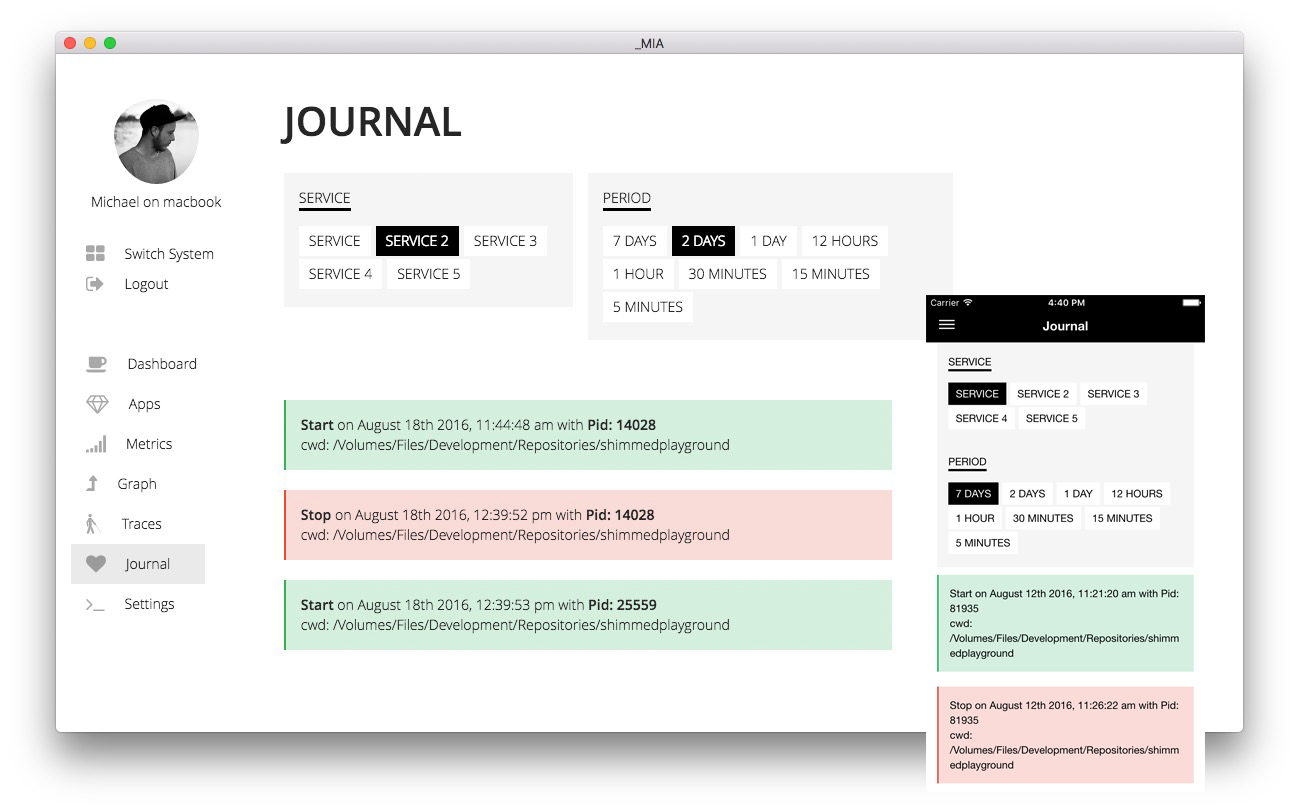 _MIA
Michael on macbook
Switch System
Logout
Dashboard
Apps
Metrics
Graph
Traces
Journal
Settings
JOURNAL
SERVICE
SERVICE SERVICE 2 SERVICE 3
SERVICE 4 SERVICE 5
PERIOD
7 DAYS 2 DAYS 1 DAY 12 HOURS
1 HOUR 30 MINUTES 15 MINUTES
5 MINUTES
Start on August 18th 2016, 11:44:48 am with Pid: 14028
cwd: /Volumes/Files/Development/Repositories/shimmedplayground
Stop on August 18th 2016, 12:39:52 pm with Pid: 14028
cwd: /Volumes/Files/Development/Repositories/shimmedplayground
Start on August 18th 2016, 12:39:53 pm with Pid: 25559
cwd: /Volumes/Files/Development/Repositories/shimmedplayground
Carrier 4:40 PM
Journal
SERVICE
SERVICE SERVICE 2 SERVICE 3
SERVICE 4 SERVICE 5
PERIOD
7 DAYS 2 DAYS 1 DAY 12 HOURS
1 HOUR 30 MINUTES 15 MINUTES
5 MINUTES
Start on August 12th 2016, 11:21:20 am with Pid:
81935
cwd:
/Volumes/Files/Development/Repositories/shimm
edplayground
Stop on August 12th 2016, 11:26:22 am with Pid:
81935
cwd:
/Volumes/Files/Development/Repositories/shimm
edplayground